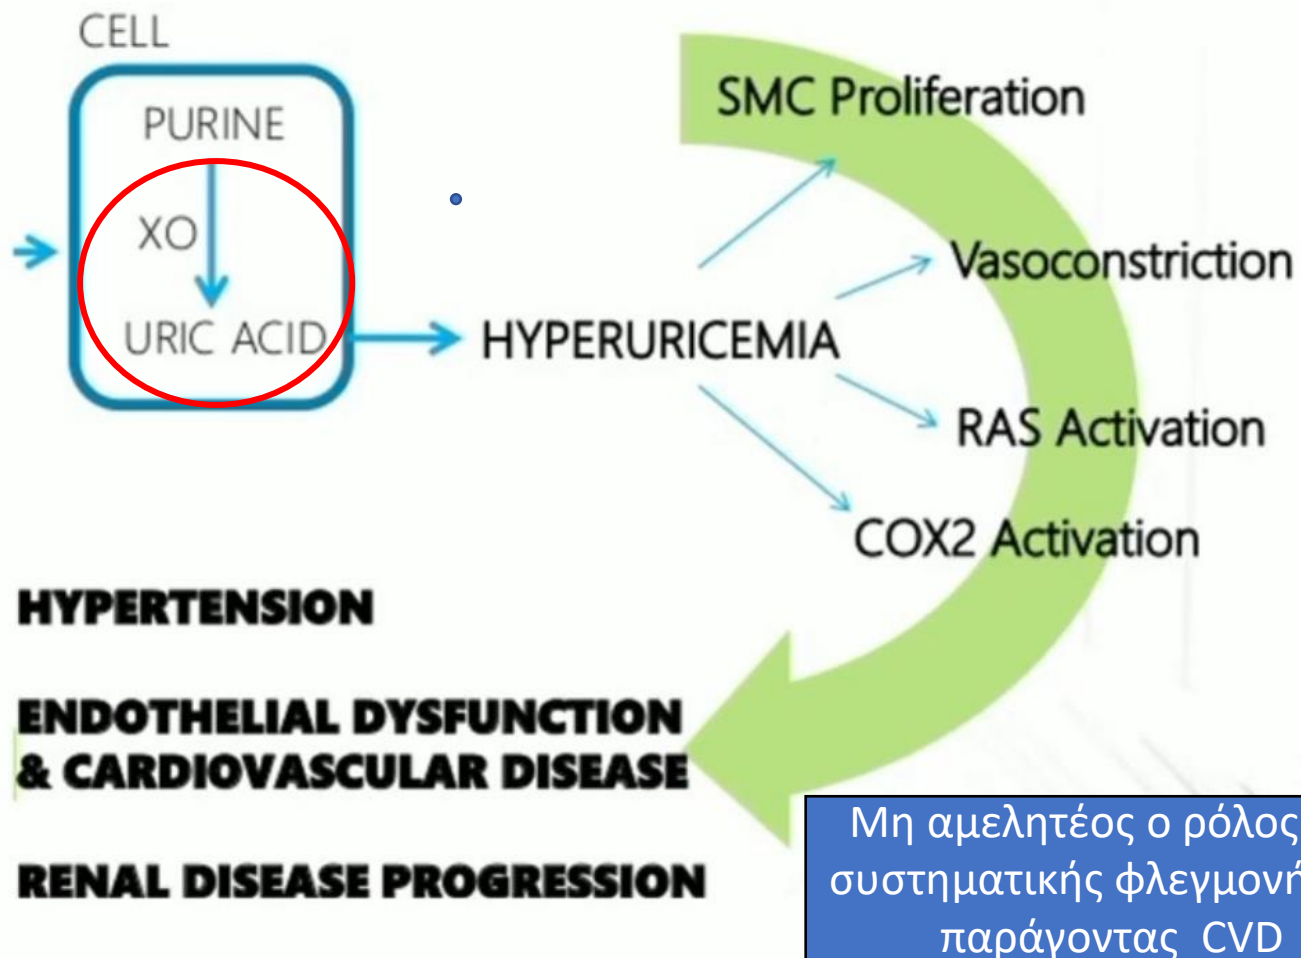 CELL
PURINE
XO
URIC ACID
HYPERURICEMIA
SMC Proliferation
Vasoconstriction
RAS Activation
COX2 Activation
HYPERTENSION
ENDOTHELIAL DYSFUNCTION
& CARDIOVASCULAR DISEASE
RENAL DISEASE PROGRESSION
Μη αμελητέος ο ρόλος
συστηματικής
παράγοντας CVD